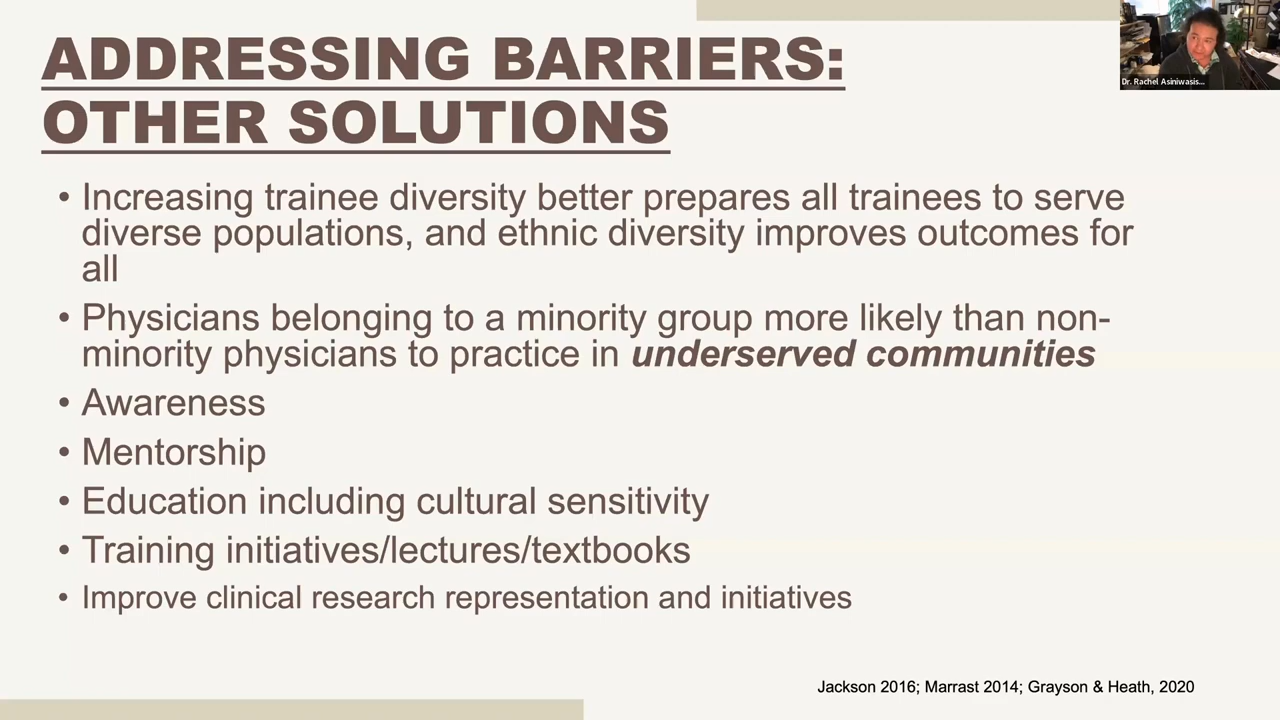 ADDRESSING BARRIERS:
OTHER SOLUTIONS
• Increasing trainee diversity better prepares all trainees to serve
diverse populations, and ethnic diversity improves outcomes for
all
• Physicians belonging to a minority group more likely than non-
minority physicians to practice in underserved communities
• Awareness
• Mentorship
• Education including cultural sensitivity
• Training initiatives/lectures/textbooks
• Improve clinical research representation and initiatives
Jackson 2016; Marrast 2014; Grayson & Heath, 2020
Dr. Rachel Asiniwasis...